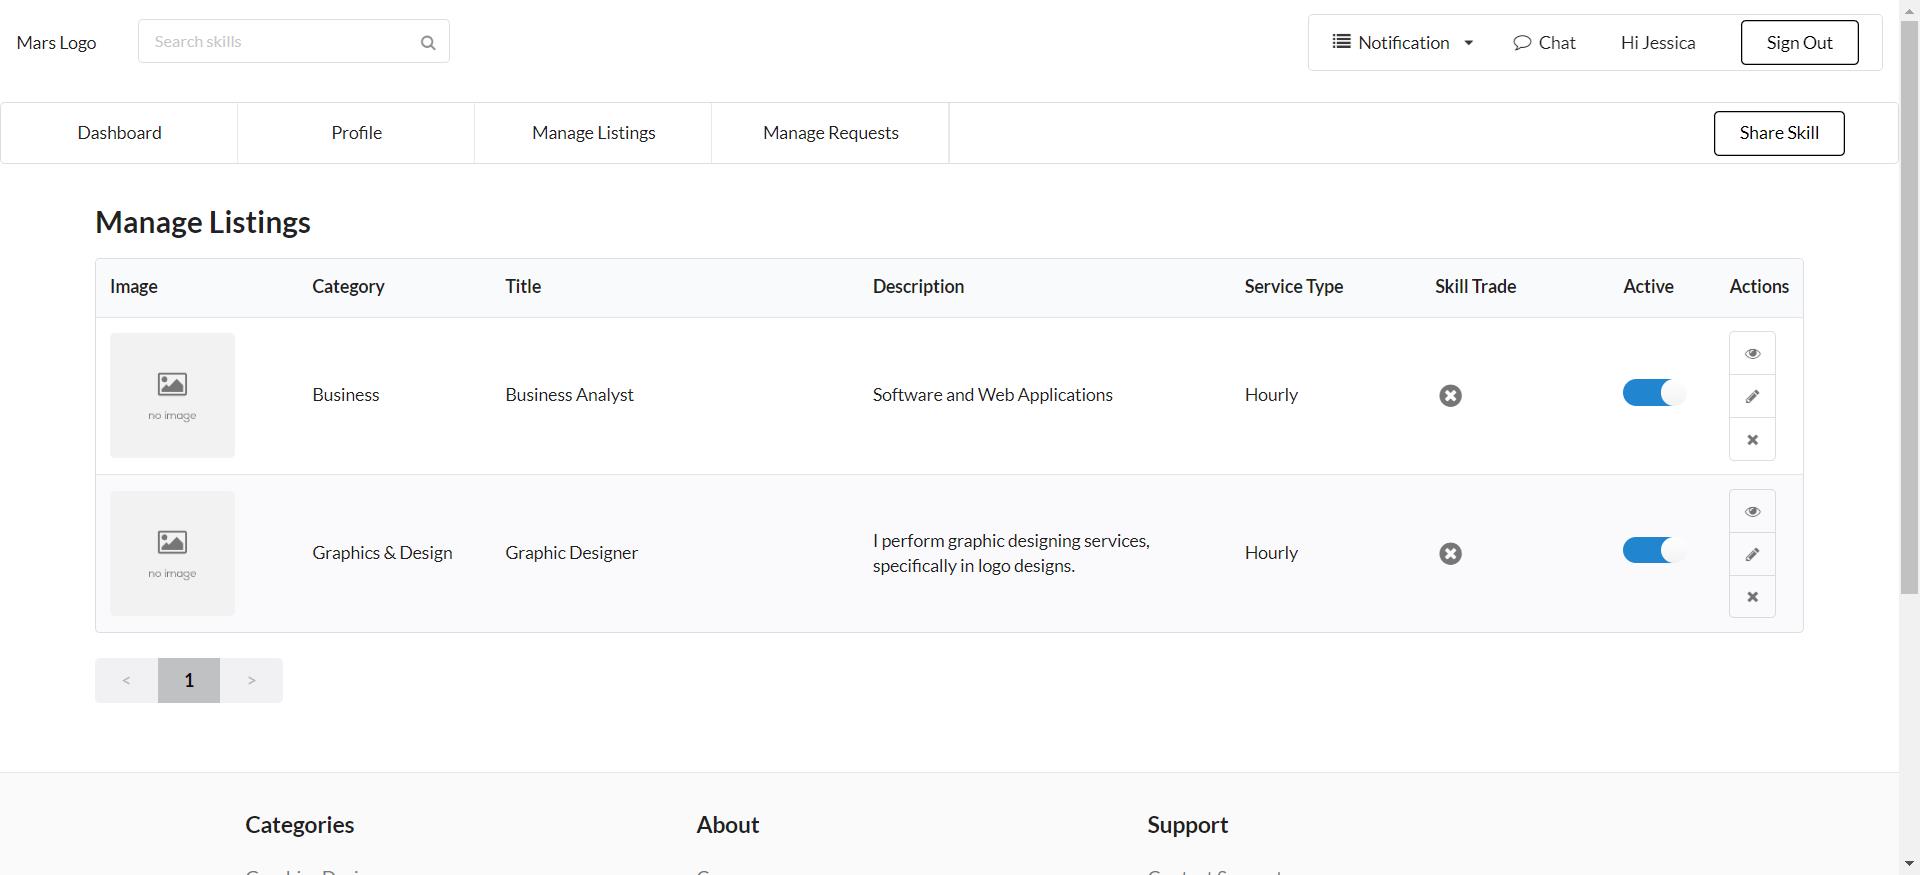 Mars Logo
Search skills
Notification
Chat
Hi Jessica
Sign Out
Dashboard
Profile
Manage Listings
Manage Requests
Share Skill
Manage Listings
Image
Category
Title
Description
Service Type
Skill Trade
Active
Actions
no image
Business
Business Analyst
Software and Web Applications
Hourly
no image
Graphics & Design
Graphic Designer
I perform graphic designing services,
specifically in logo designs.
Hourly
<
1
>
Categories
About
Support